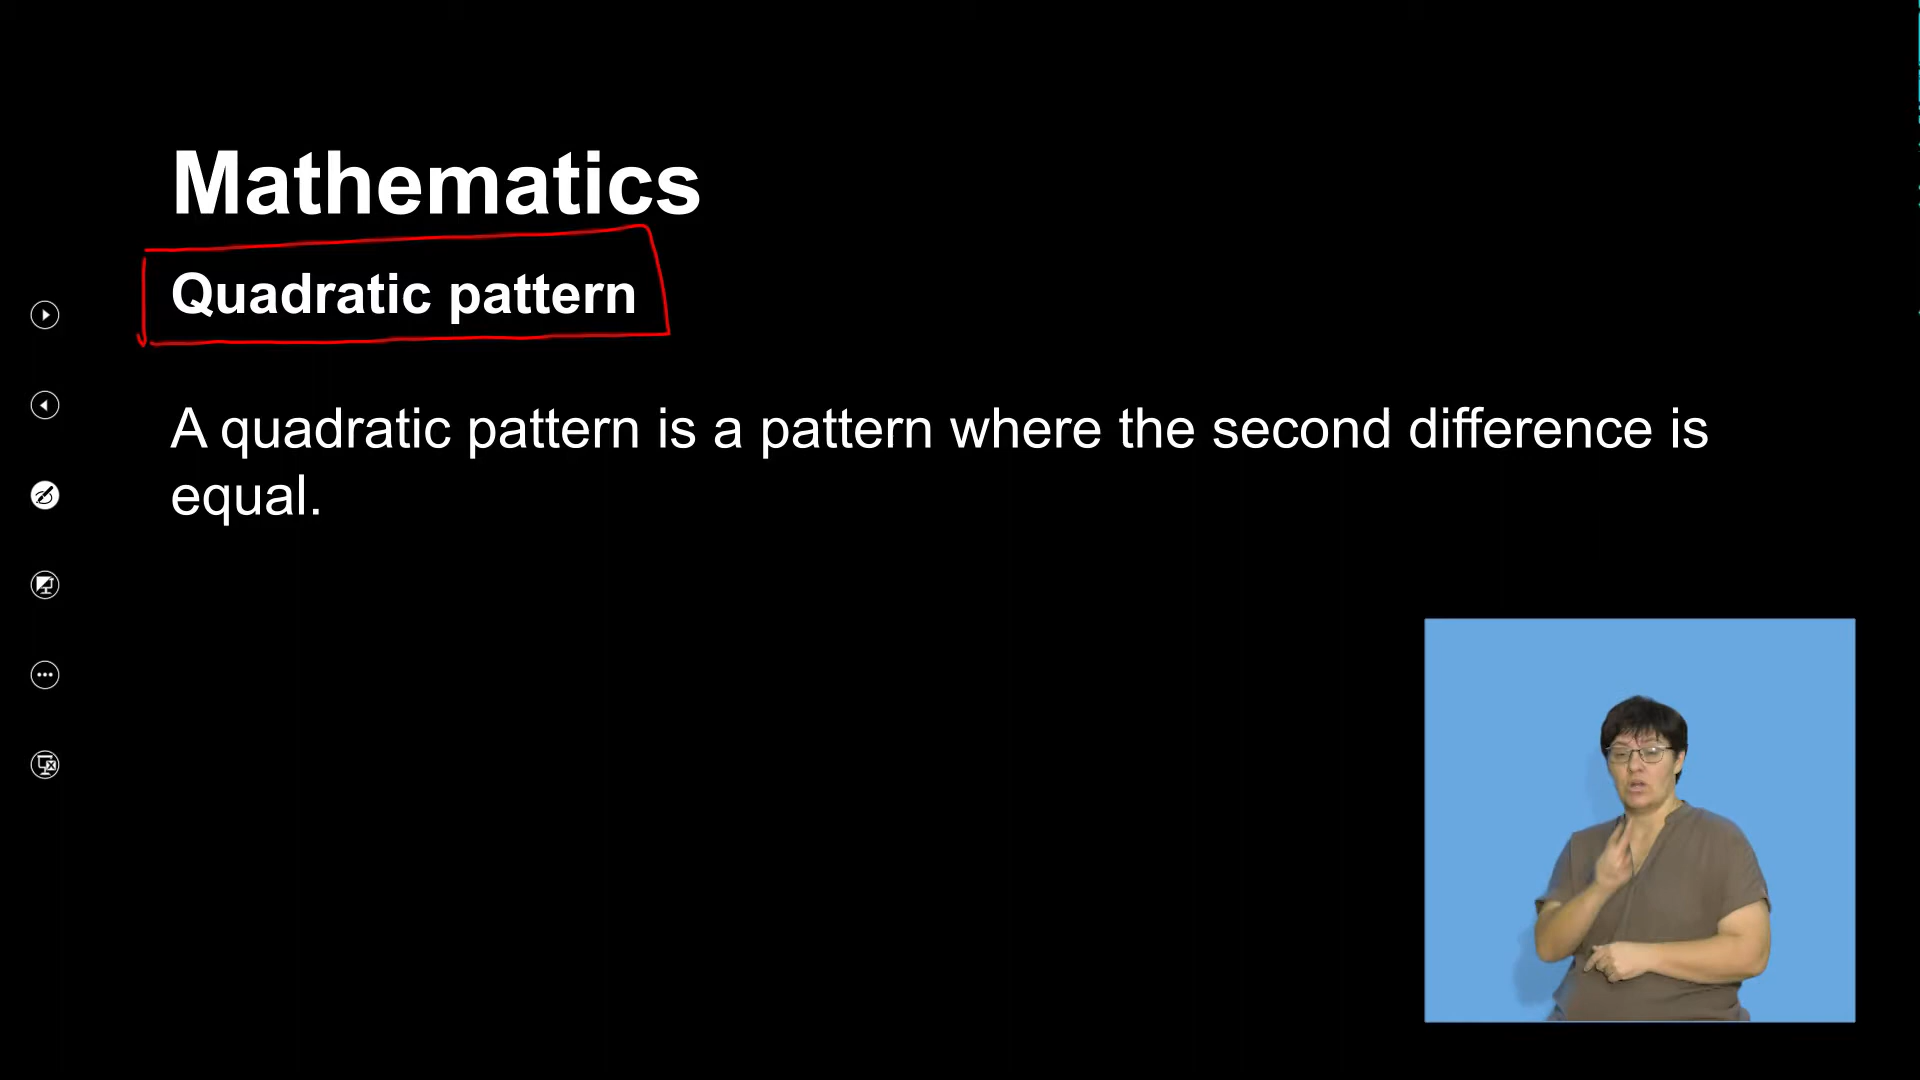 Mathematics
Quadratic pattern
A quadratic pattern is a pattern where the second difference is
equal.